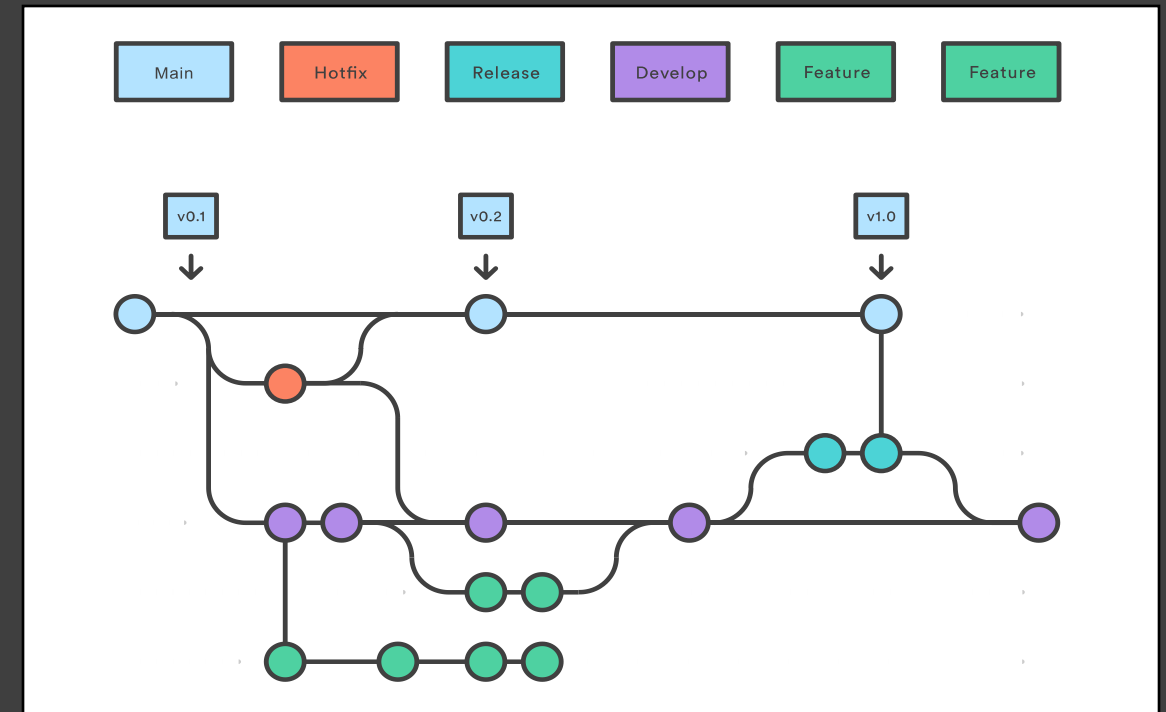 Main
Hotfix
Release
Develop
Feature
Feature
v0.1
v0.2
v1.0